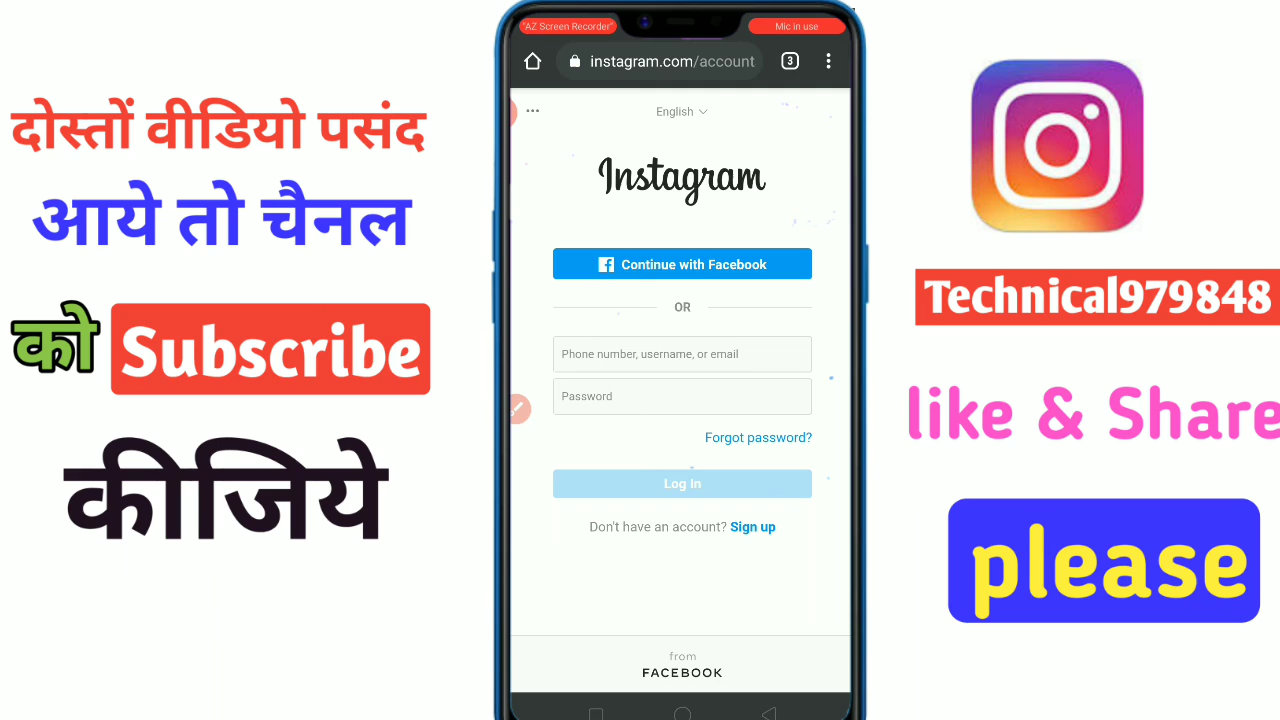 दोस्तों वीडियो पसंद
आये तो चैनल
को Subscribe
कीजिये
"AZ Screen Recorder"
Mic in use
instagram.com/account
3
English
Instagram
Continue with Facebook
OR
Phone number, username, or email
Password
Forgot password?
Log In
Don't have an account? Sign up
from
FACEBOOK
Technical979848
like & Share
please